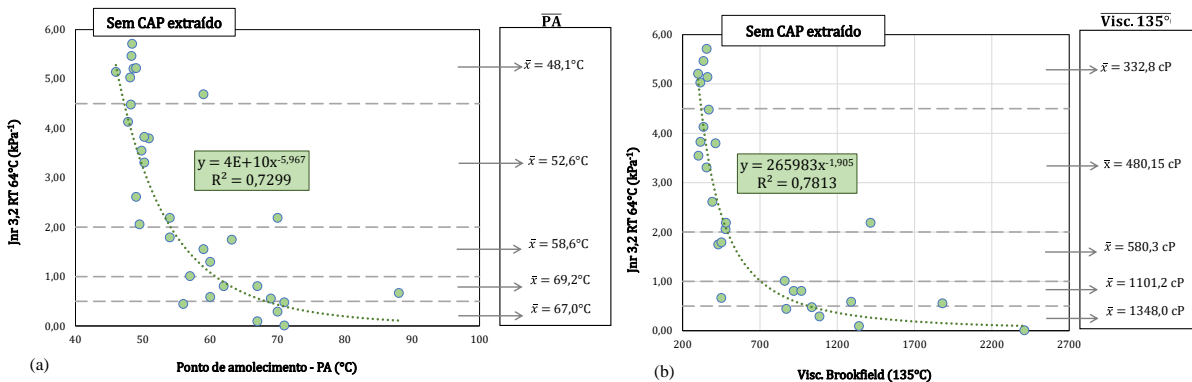 Sem CAP extraído
PA
6,00
5,00
4,00
3,00
2,00
1,00
0,00
Jnr 3,2 RT 64°C (kPa⁻¹)
y = 4E+10x⁻⁵·⁹⁶⁷
R² = 0,7299
40 50 60 70 80 90 100
Ponto de amolecimento - PA (°C)
x̄ = 48,1°C
x̄ = 52,6°C
x̄ = 58,6°C
x̄ = 69,2°C
x̄ = 67,0°C
(a)
Sem CAP extraído
Visc. 135°
6,00
5,00
4,00
3,00
2,00
1,00
0,00
Jnr 3,2 RT 64°C (kPa⁻¹)
y = 265983x⁻¹,⁹⁰⁵
R² = 0,7813
200 700 1200 1700 2200 2700
Visc. Brookfield (135°C)
x̄ = 332,8 cP
x̄ = 480,15 cP
x̄ = 580,3 cP
x̄ = 1101,2 cP
x̄ = 1348,0 cP
(b)